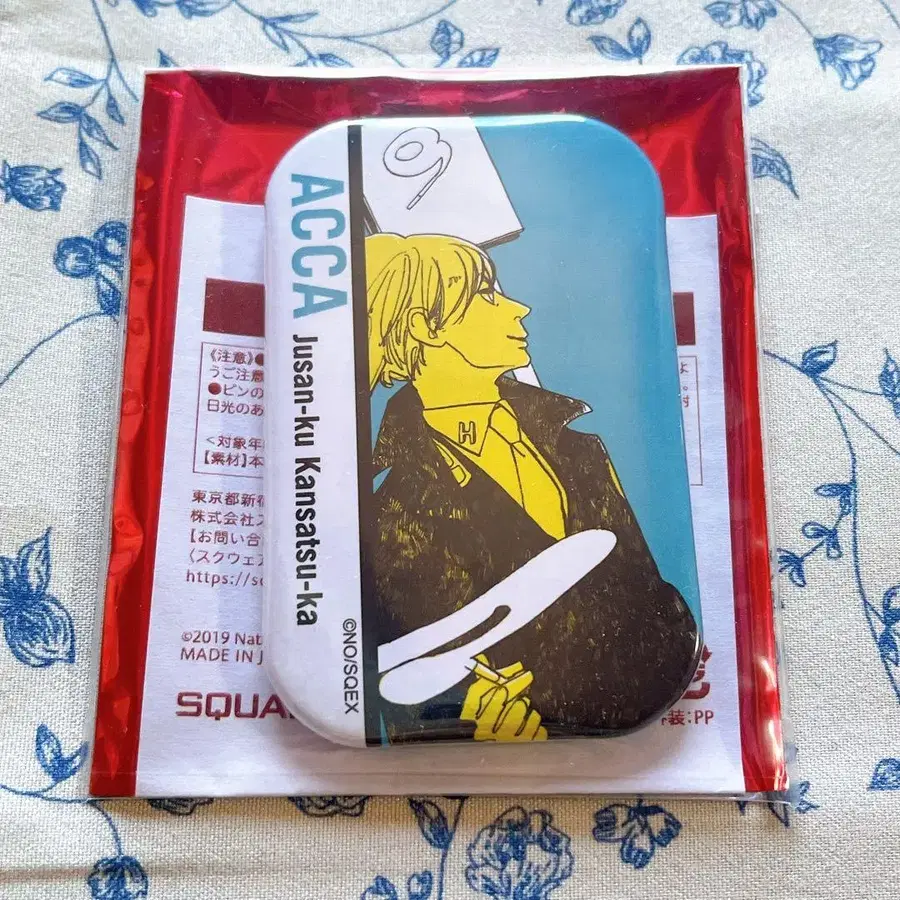 ACCA
Jusan-ku Kansatsu-ka
©NO/SQEX
H
《注意》●
うご注意
●ピンの
日光のあ
<対象年
【素材】本
東京都新宿
株式会社ス
【お問い合
〈スクウェア
https://s
©2019 Nat
MADE IN J
SQUA
装:PP